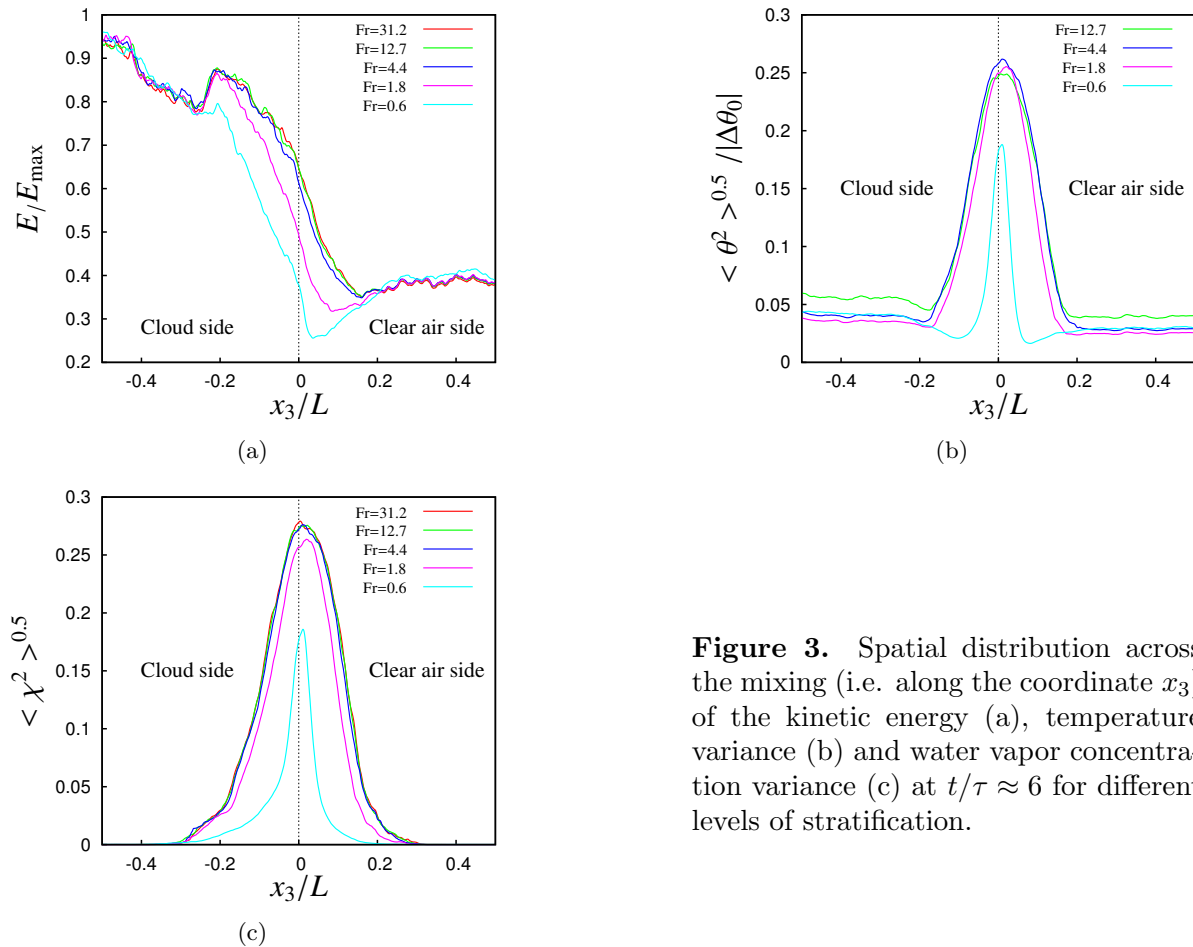 1
0.9
0.8
0.7
0.6
0.5
0.4
0.3
0.2
E/E_max
Fr=31.2
Fr=12.7
Fr=4.4
Fr=1.8
Fr=0.6
Cloud side
Clear air side
-0.4 -0.2 0 0.2 0.4
x_3/L
(a)
0.3
0.25
0.2
0.15
0.1
0.05
0
< θ^2 >^0.5 /|Δθ_0|
Fr=12.7
Fr=4.4
Fr=1.8
Fr=0.6
Cloud side
Clear air side
-0.4 -0.2 0 0.2 0.4
x_3/L
(b)
0.3
0.25
0.2
0.15
0.1
0.05
0
< χ^2 >^0.5
Fr=31.2
Fr=12.7
Fr=4.4
Fr=1.8
Fr=0.6
Cloud side
Clear air side
-0.4 -0.2 0 0.2 0.4
x_3/L
(c)
Figure 3. Spatial distribution across
the mixing (i.e. along the coordinate x_3)
of the kinetic energy (a), temperature
variance (b) and water vapor concentra-
tion variance (c) at t/τ ≈ 6 for different
levels of stratification.